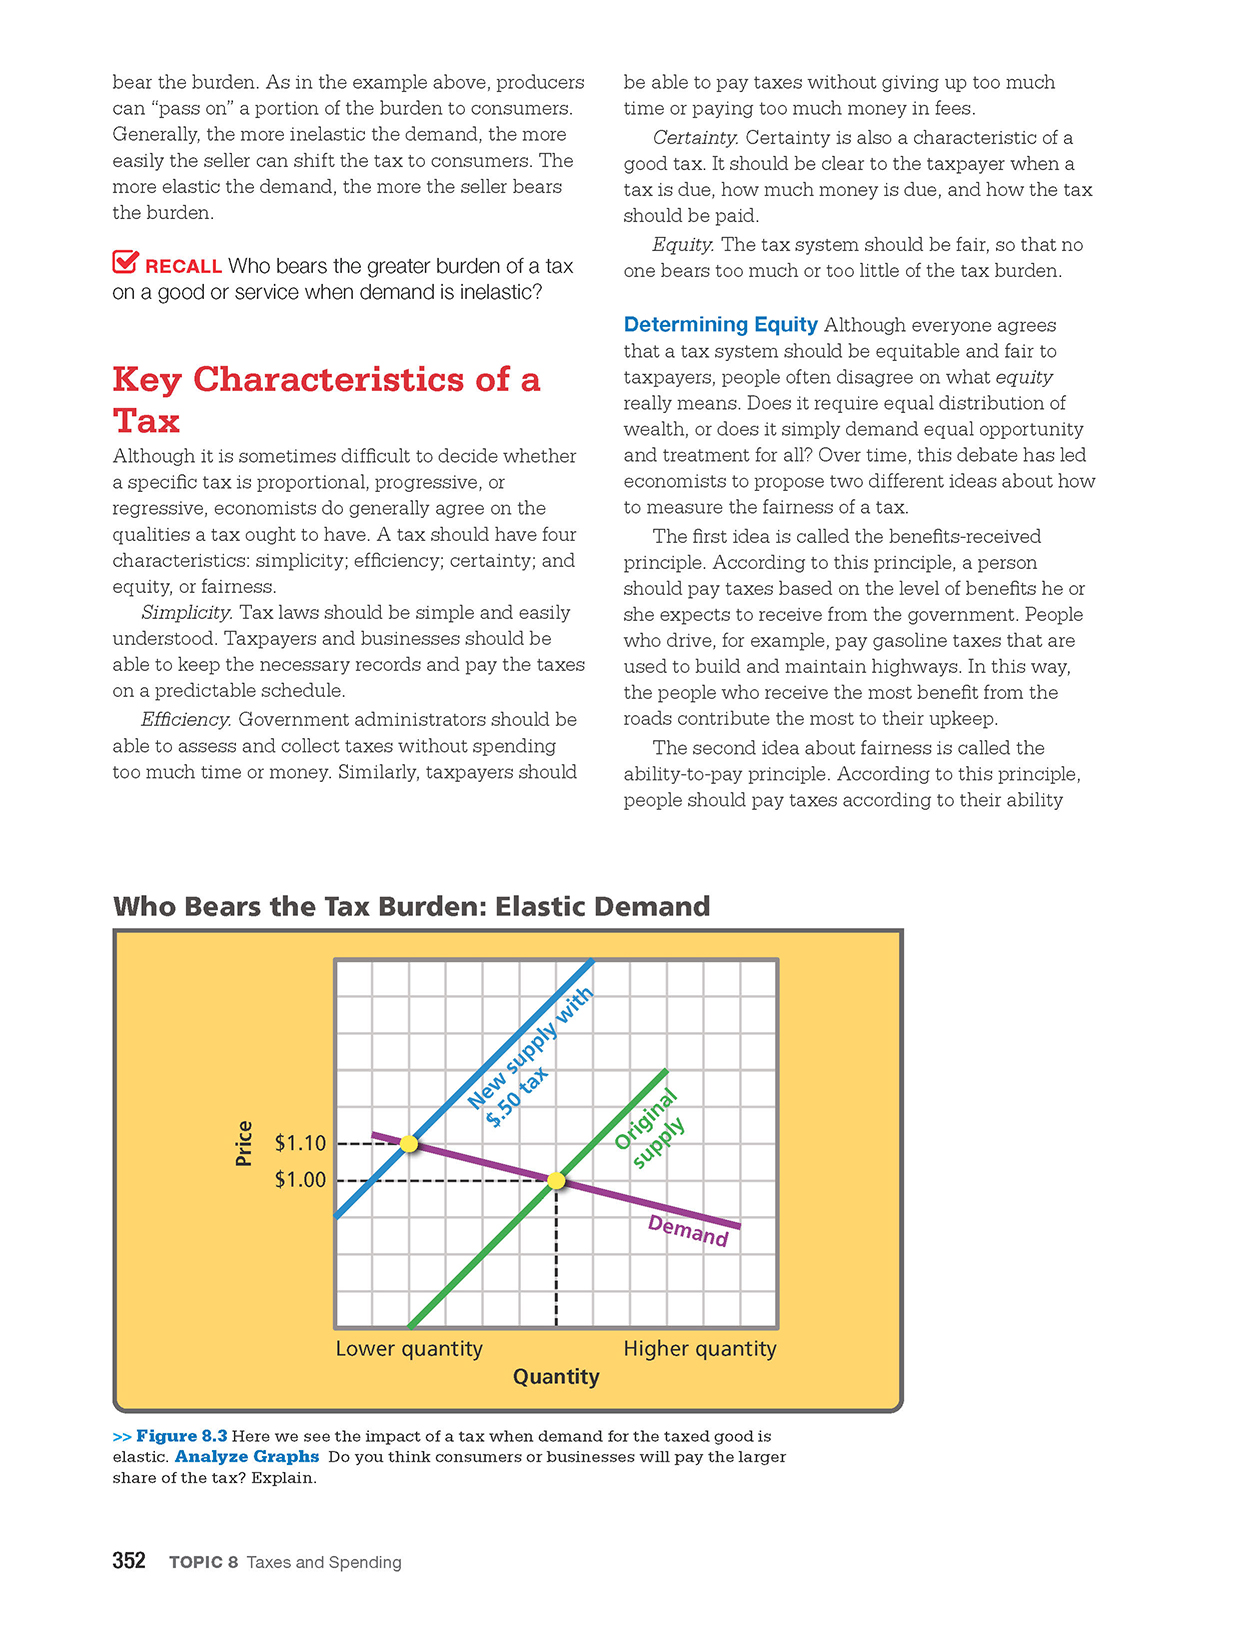 bear the burden. As in the example above, producers
can “pass on” a portion of the burden to consumers.
Generally, the more inelastic the demand, the more
easily the seller can shift the tax to consumers. The
more elastic the demand, the more the seller bears
the burden.
RECALL Who bears the greater burden of a tax
on a good or service when demand is inelastic?
Key Characteristics of a
Tax
Although it is sometimes difficult to decide whether
a specific tax is proportional, progressive, or
regressive, economists do generally agree on the
qualities a tax ought to have. A tax should have four
characteristics: simplicity; efficiency; certainty; and
equity, or fairness.
Simplicity. Tax laws should be simple and easily
understood. Taxpayers and businesses should be
able to keep the necessary records and pay the taxes
on a predictable schedule.
Efficiency. Government administrators should be
able to assess and collect taxes without spending
too much time or money. Similarly, taxpayers should
be able to pay taxes without giving up too much
time or paying too much money in fees.
Certainty. Certainty is also a characteristic of a
good tax. It should be clear to the taxpayer when a
tax is due, how much money is due, and how the tax
should be paid.
Equity. The tax system should be fair, so that no
one bears too much or too little of the tax burden.
Determining Equity Although everyone agrees
that a tax system should be equitable and fair to
taxpayers, people often disagree on what equity
really means. Does it require equal distribution of
wealth, or does it simply demand equal opportunity
and treatment for all? Over time, this debate has led
economists to propose two different ideas about how
to measure the fairness of a tax.
The first idea is called the benefits-received
principle. According to this principle, a person
should pay taxes based on the level of benefits he or
she expects to receive from the government. People
who drive, for example, pay gasoline taxes that are
used to build and maintain highways. In this way,
the people who receive the most benefit from the
roads contribute the most to their upkeep.
The second idea about fairness is called the
ability-to-pay principle. According to this principle,
people should pay taxes according to their ability
Who Bears the Tax Burden: Elastic Demand
New supply with
$.50 tax
Original
supply
Demand
Price
$1.10
$1.00
Lower quantity
Higher quantity
Quantity
>> Figure 8.3 Here we see the impact of a tax when demand for the taxed good is
elastic. Analyze Graphs Do you think consumers or businesses will pay the larger
share of the tax? Explain.
352 TOPIC 8 Taxes and Spending